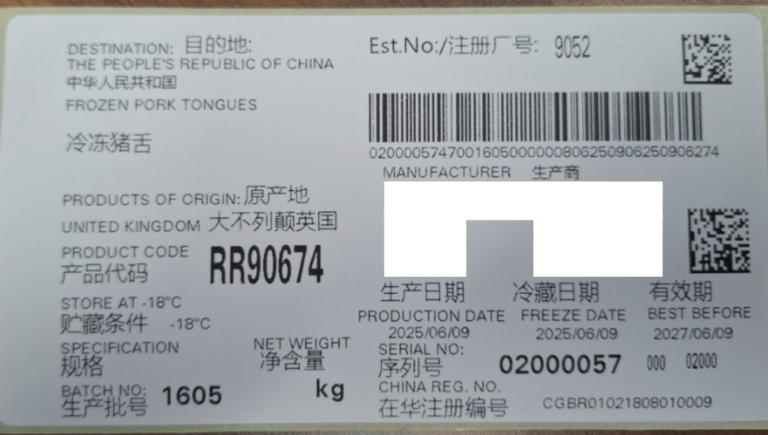 DESTINATION: 目的地:
THE PEOPLE'S REPUBLIC OF CHINA
中华人民共和国
FROZEN PORK TONGUES
冷冻猪舌
Est.No:/注册厂号: 9052
020000574700160500000080625090625090 6274
MANUFACTURER 生产商
PRODUCTS OF ORIGIN: 原产地
UNITED KINGDOM 大不列颠英国
PRODUCT CODE
产品代码
RR90674
STORE AT -18°C
贮藏条件 -18°C
SPECIFICATION
规格
NET WEIGHT
净含量
kg
BATCH NO:
生产批号
1605
生产日期 冷藏日期 有效期
PRODUCTION DATE FREEZE DATE BEST BEFORE
2025/06/09 2025/06/09 2027/06/09
SERIAL NO:
序列号 02000057 000 02000
CHINA REG. NO.
在华注册编号 CGBR01021808010009